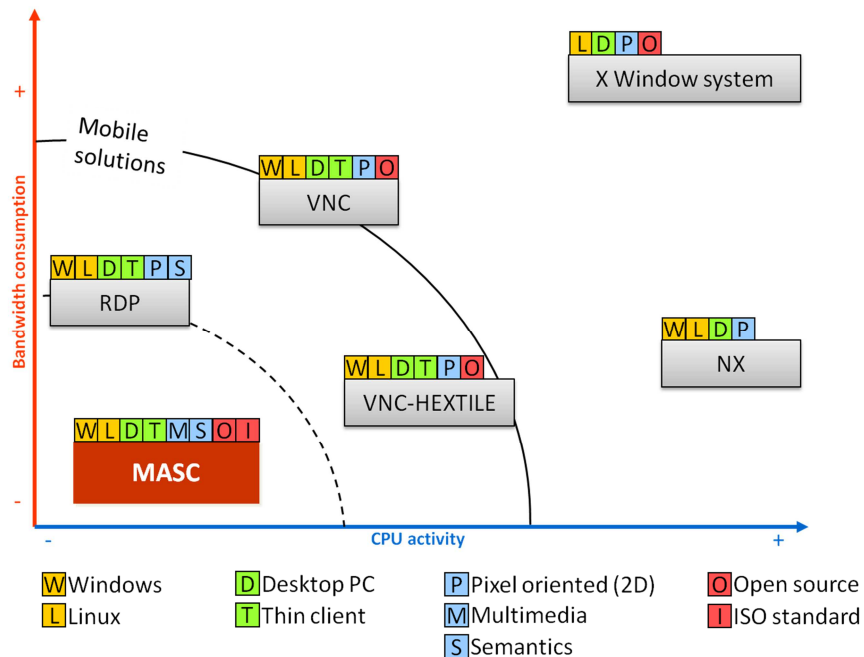 L D P O
X Window system
+
Mobile
solutions
W L D T P O
VNC
Bandwidth consumption
W L D T P S
RDP
W L D P
NX
W L D T P O
VNC-HEXTILE
W L D T M S O I
MASC
-
- CPU activity +
W Windows D Desktop PC P Pixel oriented (2D) O Open source
L Linux T Thin client M Multimedia I ISO standard
S Semantics